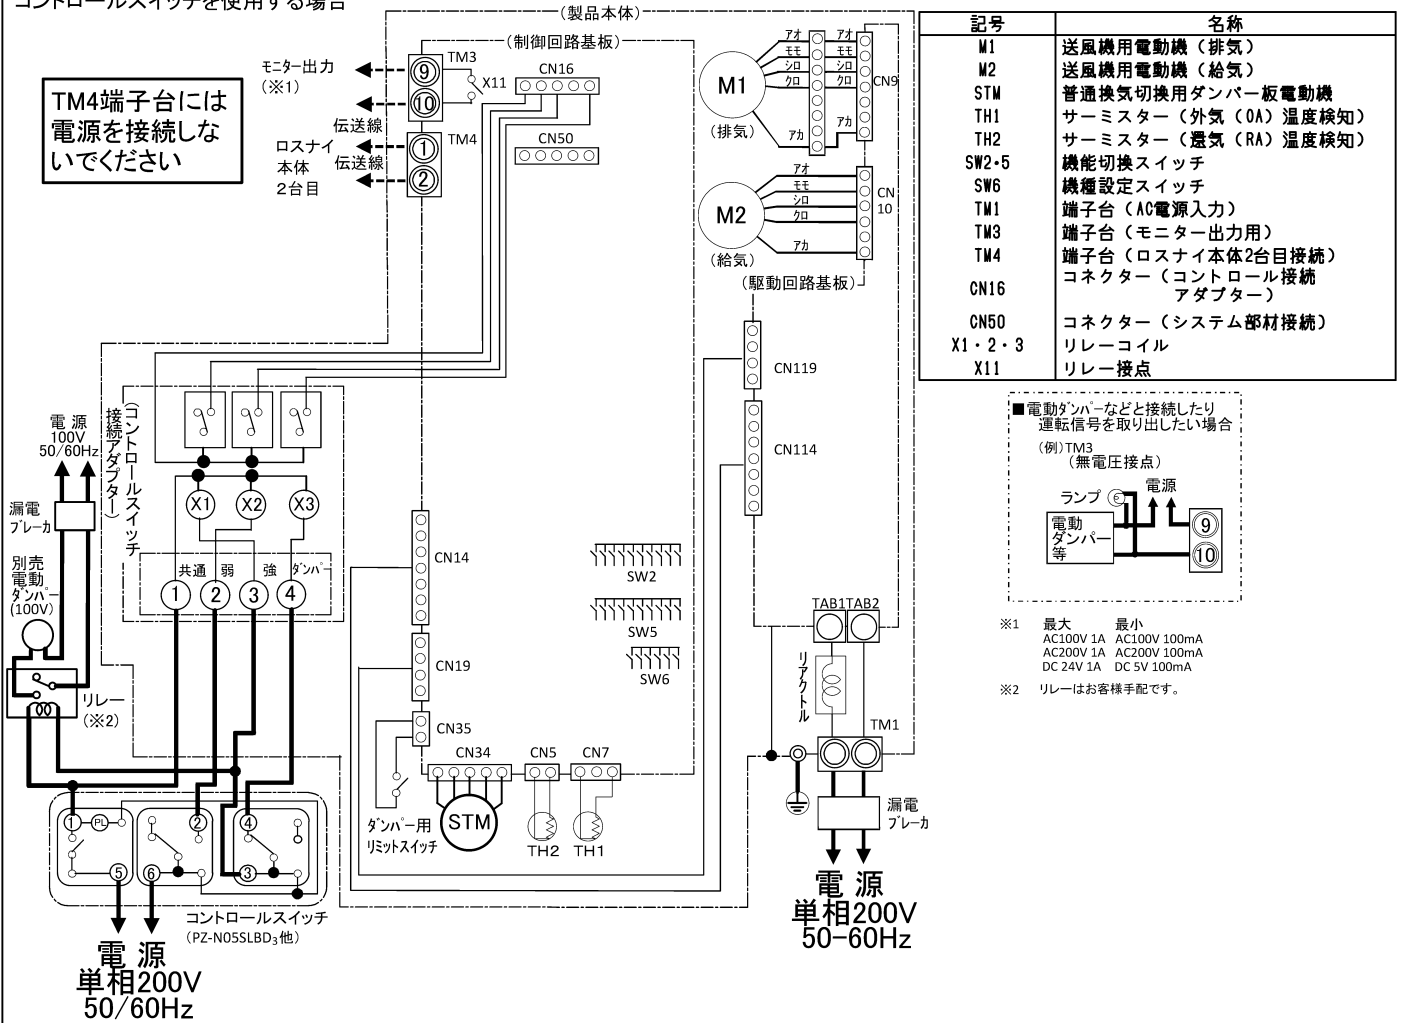 コントロールスイッチを使用する場合
TM4端子台には
電源を接続しな
いでください
(製品本体)
(制御回路基板)
モニター出力
(※1)
伝送線
ロスナイ
本体
2台目
伝送線
⑨
⑩
TM3
X11
①
②
TM4
CN16
CN50
M1
(排気)
アオ アオ
モモ モモ
シロ シロ
クロ クロ
アカ アカ
CN9
M2
(給気)
アオ
モモ
シロ
クロ
アカ
CN
10
(駆動回路基板)
CN119
CN114
記号 名称
M1 送風機用電動機(排気)
M2 送風機用電動機(給気)
STM 普通換気切換用ダンパー板電動機
TH1 サーミスター(外気(OA)温度検知)
TH2 サーミスター(還気(RA)温度検知)
SW2・5 機能切換スイッチ
SW6 機種設定スイッチ
TM1 端子台(AC電源入力)
TM3 端子台(モニター出力用)
TM4 端子台(ロスナイ本体2台目接続)
CN16 コネクター(コントロール接続
アダプター)
CN50 コネクター(システム部材接続)
X1・2・3 リレーコイル
X11 リレー接点
■電動ダンパーなどと接続したり
運転信号を取り出したい場合
(例)TM3
(無電圧接点)
ランプ
電源
電動
ダンパー
等
⑨
⑩
※1 最大 最小
AC100V 1A AC100V 100mA
AC200V 1A AC200V 100mA
DC 24V 1A DC 5V 100mA
※2 リレーはお客様手配です。
電 源
100V
50/60Hz
漏電
ブレーカ
別売
電動
ダンパー
(100V)
リレー
(※2)
(コントロールスイッチ
接続アダプター)
X1
X2
X3
共通 弱 強 ダンパー
① ② ③ ④
CN14
CN19
CN35
CN34
CN5
CN7
ダンパー用
リミットスイッチ
STM
TH2
TH1
SW2
SW5
SW6
TAB1 TAB2
リアクトル
TM1
漏電
ブレーカ
電 源
単相200V
50-60Hz
① PL ② ④
⑤ ⑥ ③
コントロールスイッチ
(PZ-N05SLBD₃他)
電 源
単相200V
50/60Hz